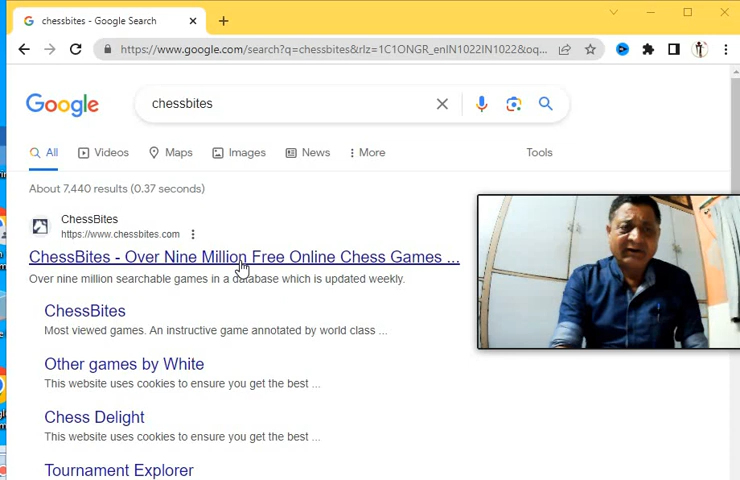 chessbites - Google Search
https://www.google.com/search?q=chessbites&rlz=1C1ONGR_enIN1022IN1022&oq...
Google
chessbites
All
Videos
Maps
Images
News
More
Tools
About 7,440 results (0.37 seconds)
ChessBites
https://www.chessbites.com
ChessBites - Over Nine Million Free Online Chess Games ...
Over nine million searchable games in a database which is updated weekly.
ChessBites
Most viewed games. An instructive game annotated by world class ...
Other games by White
This website uses cookies to ensure you get the best ...
Chess Delight
This website uses cookies to ensure you get the best ...
Tournament Explorer